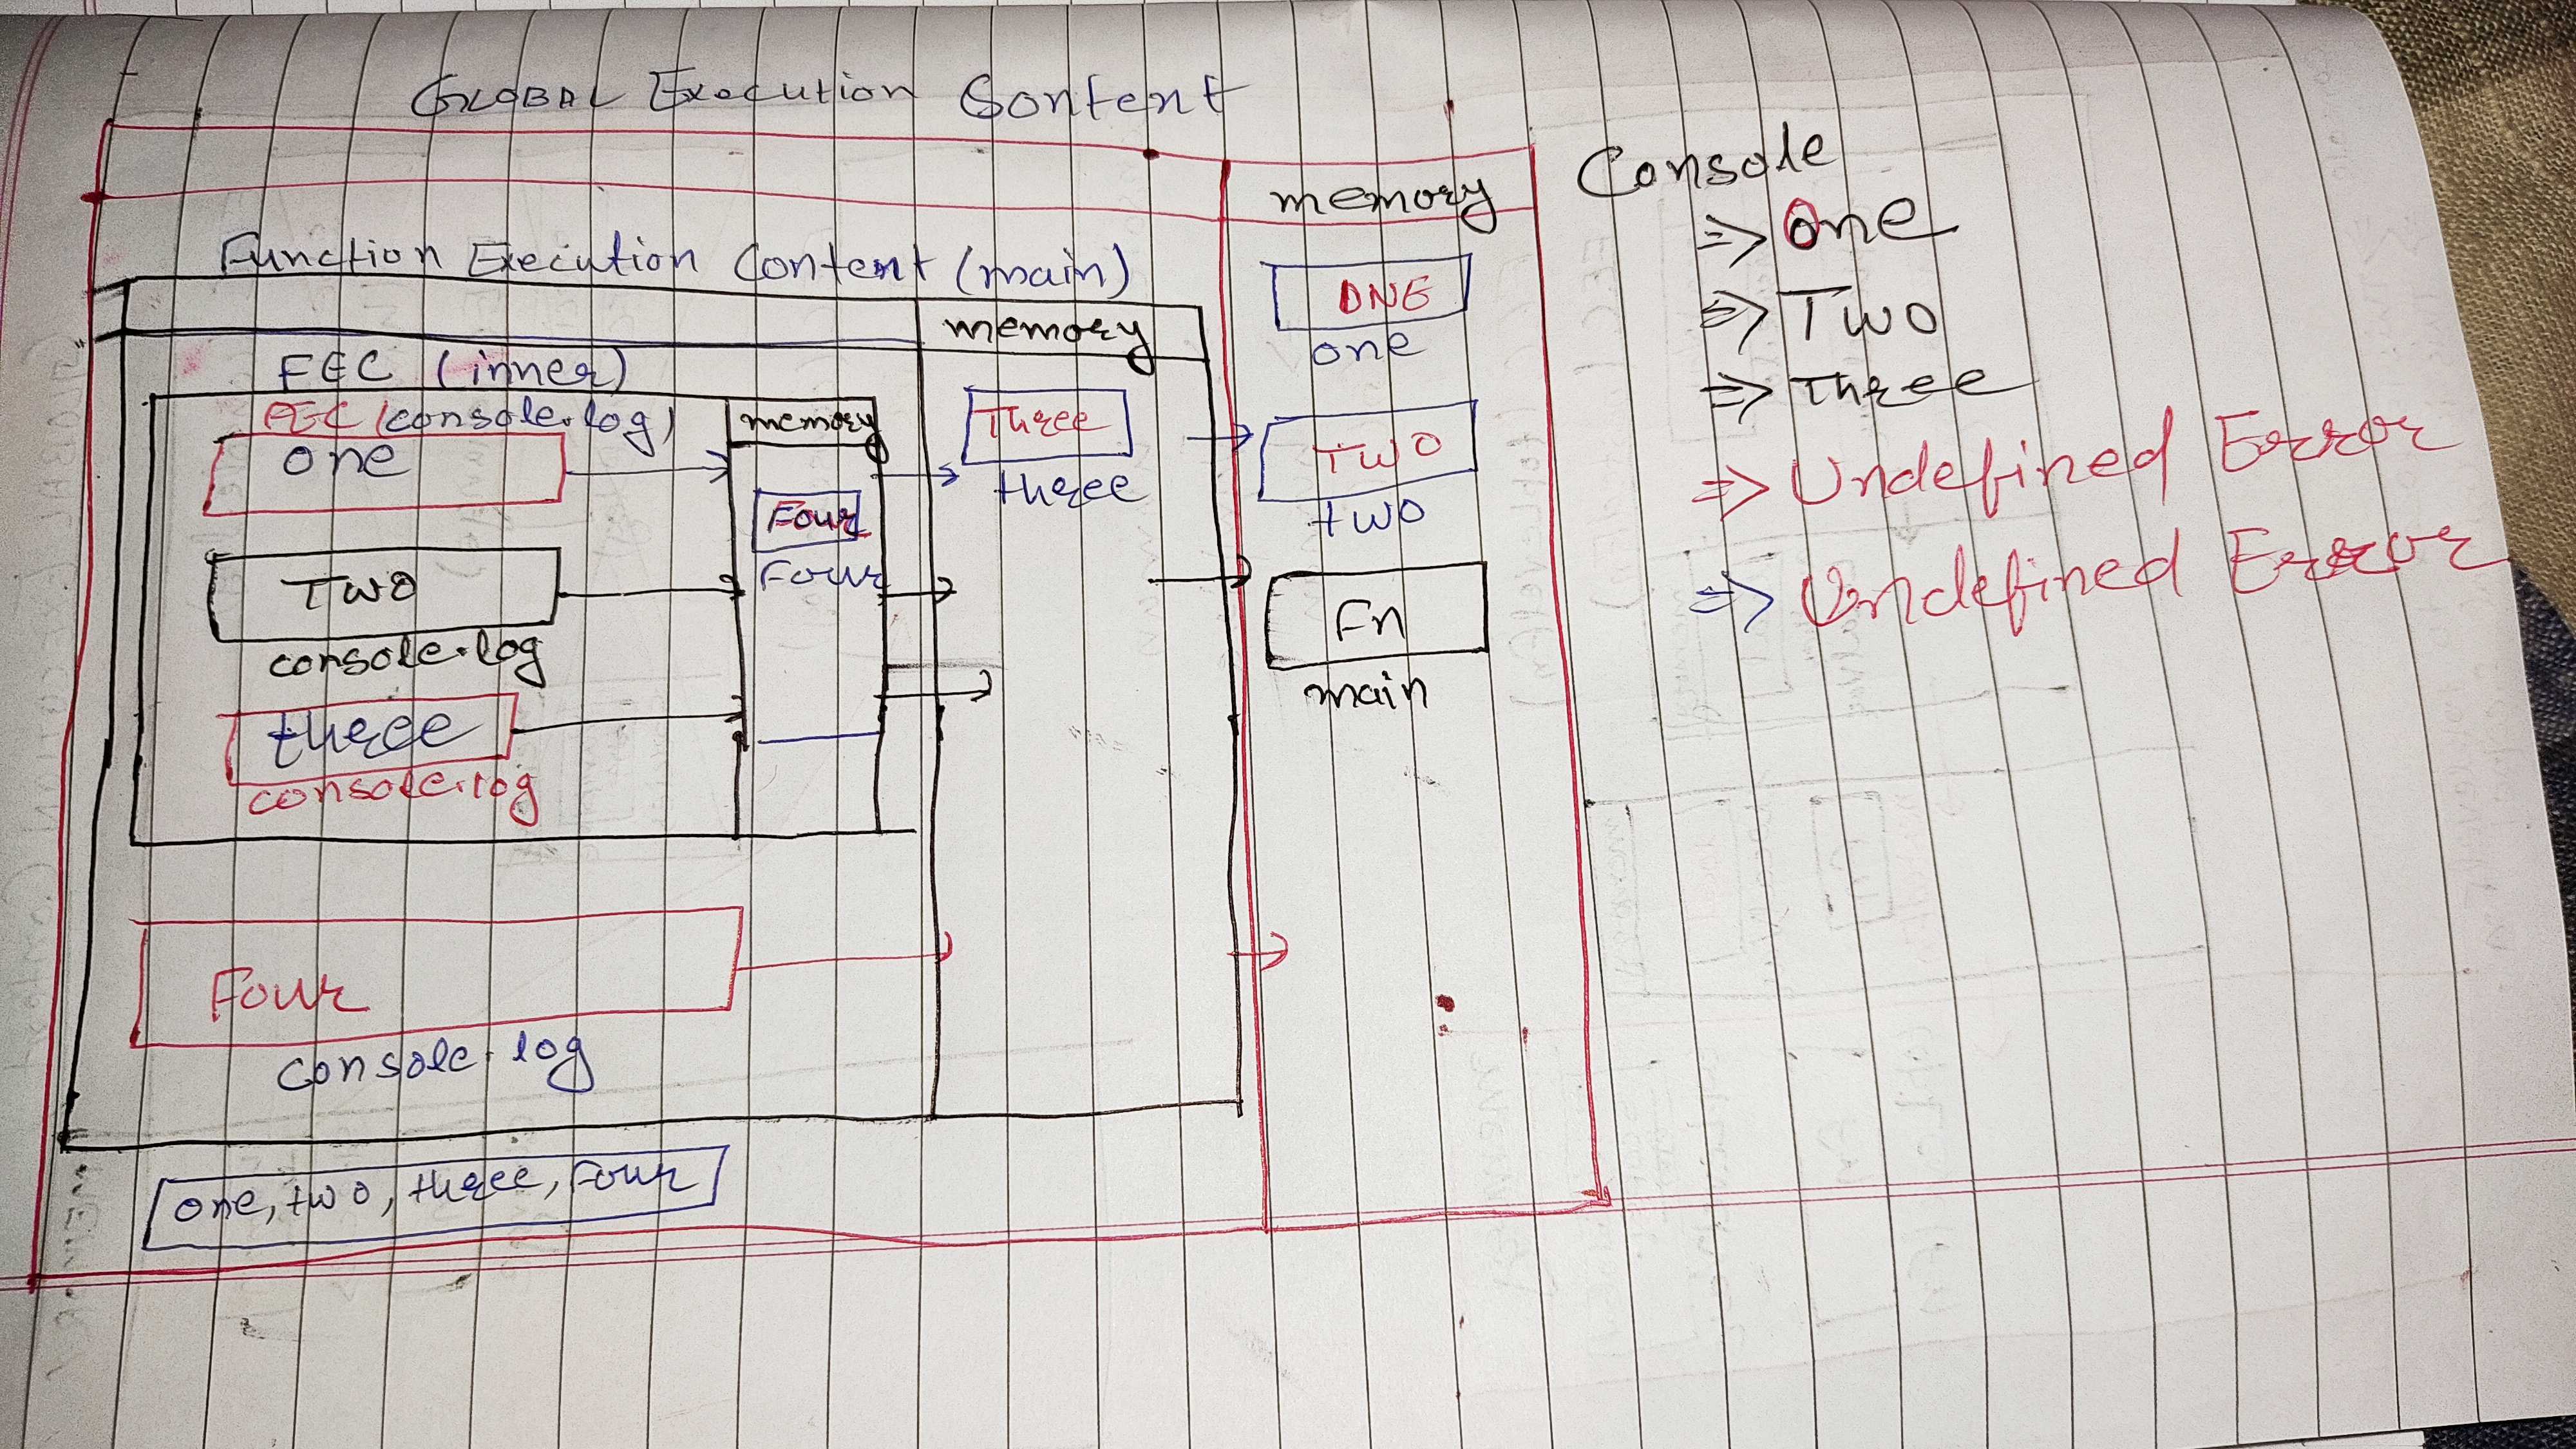 GLOBAL Execution Content
memory
Function Execution Content (main)
memory
FEC (inner)
FEC (console.log)
memory
one
Two
console.log
three
console.log
Four
Four
Three
three
ONE
one
TWO
two
Fn
main
Four
console.log
one, two, three, Four
Console
⇒ One
⇒ Two
⇒ Three
⇒ Undefined Error
⇒ Undefined Error